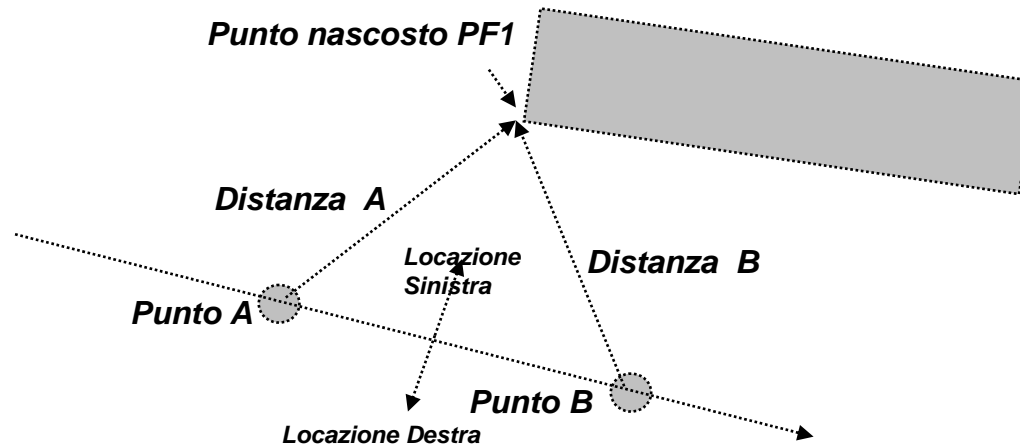 Punto nascosto PF1
Distanza A
Locazione
Sinistra
Distanza B
Punto A
Punto B
Locazione Destra